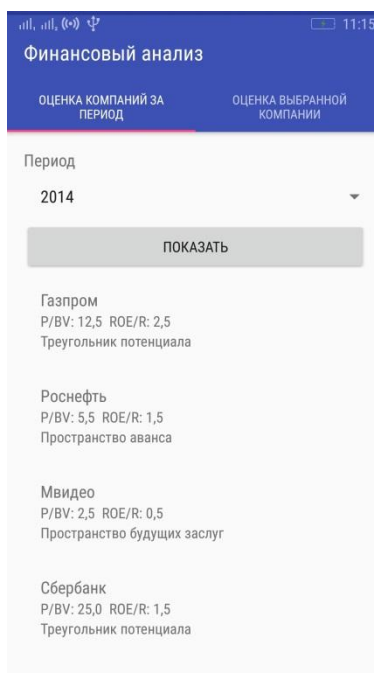 11:15
Финансовый анализ
ОЦЕНКА КОМПАНИЙ ЗА
ПЕРИОД
ОЦЕНКА ВЫБРАННОЙ
КОМПАНИИ
Период
2014
ПОКАЗАТЬ
Газпром
P/BV: 12,5 ROE/R: 2,5
Треугольник потенциала
Роснефть
P/BV: 5,5 ROE/R: 1,5
Пространство аванса
Мвидео
P/BV: 2,5 ROE/R: 0,5
Пространство будущих заслуг
Сбербанк
P/BV: 25,0 ROE/R: 1,5
Треугольник потенциала